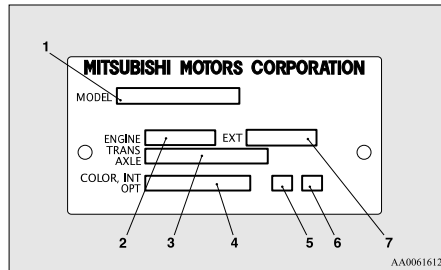 1
MITSUBISHI MOTORS CORPORATION
MODEL
ENGINE EXT
TRANS
AXLE
COLOR, INT
OPT
2 3 4 5 6 7
AA0061612